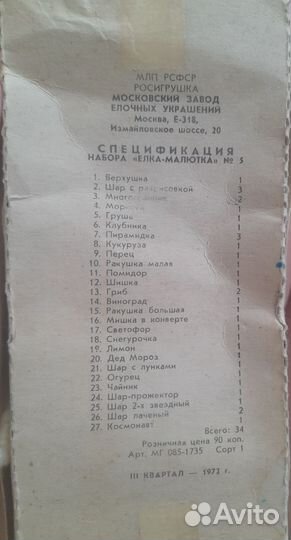 МЛП РСФСР
РОСИГРУШКА
МОСКОВСКИЙ ЗАВОД
ЕЛОЧНЫХ УКРАШЕНИЙ
Москва, Е-318,
Измайловское шоссе, 20
СПЕЦИФИКАЦИЯ
НАБОРА «ЕЛКА-МАЛЮТКА» № 5
1. Верхушка 1
2. Шар с разрисовкой 3
3. 2
4. 1
5. Груша 1
6. Клубника 1
7. Пирамидка 3
8. Кукуруза 1
9. Перец 1
10. Ракушка малая 1
11. Помидор 1
12. Шишка 1
13. Гриб 2
14. Виноград 1
15. Ракушка большая 1
16. Мишка в конверте 1
17. Светофор 1
18. Снегурочка 1
19. Лимон 1
20. Дед Мороз 1
21. Шар с лунками 1
22. Огурец 1
23. Чайник 1
24. Шар-прожектор 1
25. Шар 2-х звездный 1
26. Шар лаченый 2
27. Космонавт 1
Всего: 34
Розничная цена 90 коп.
Арт. МГ 085-1735 Сорт 1
III КВАРТАЛ — 1972 г.
Avito